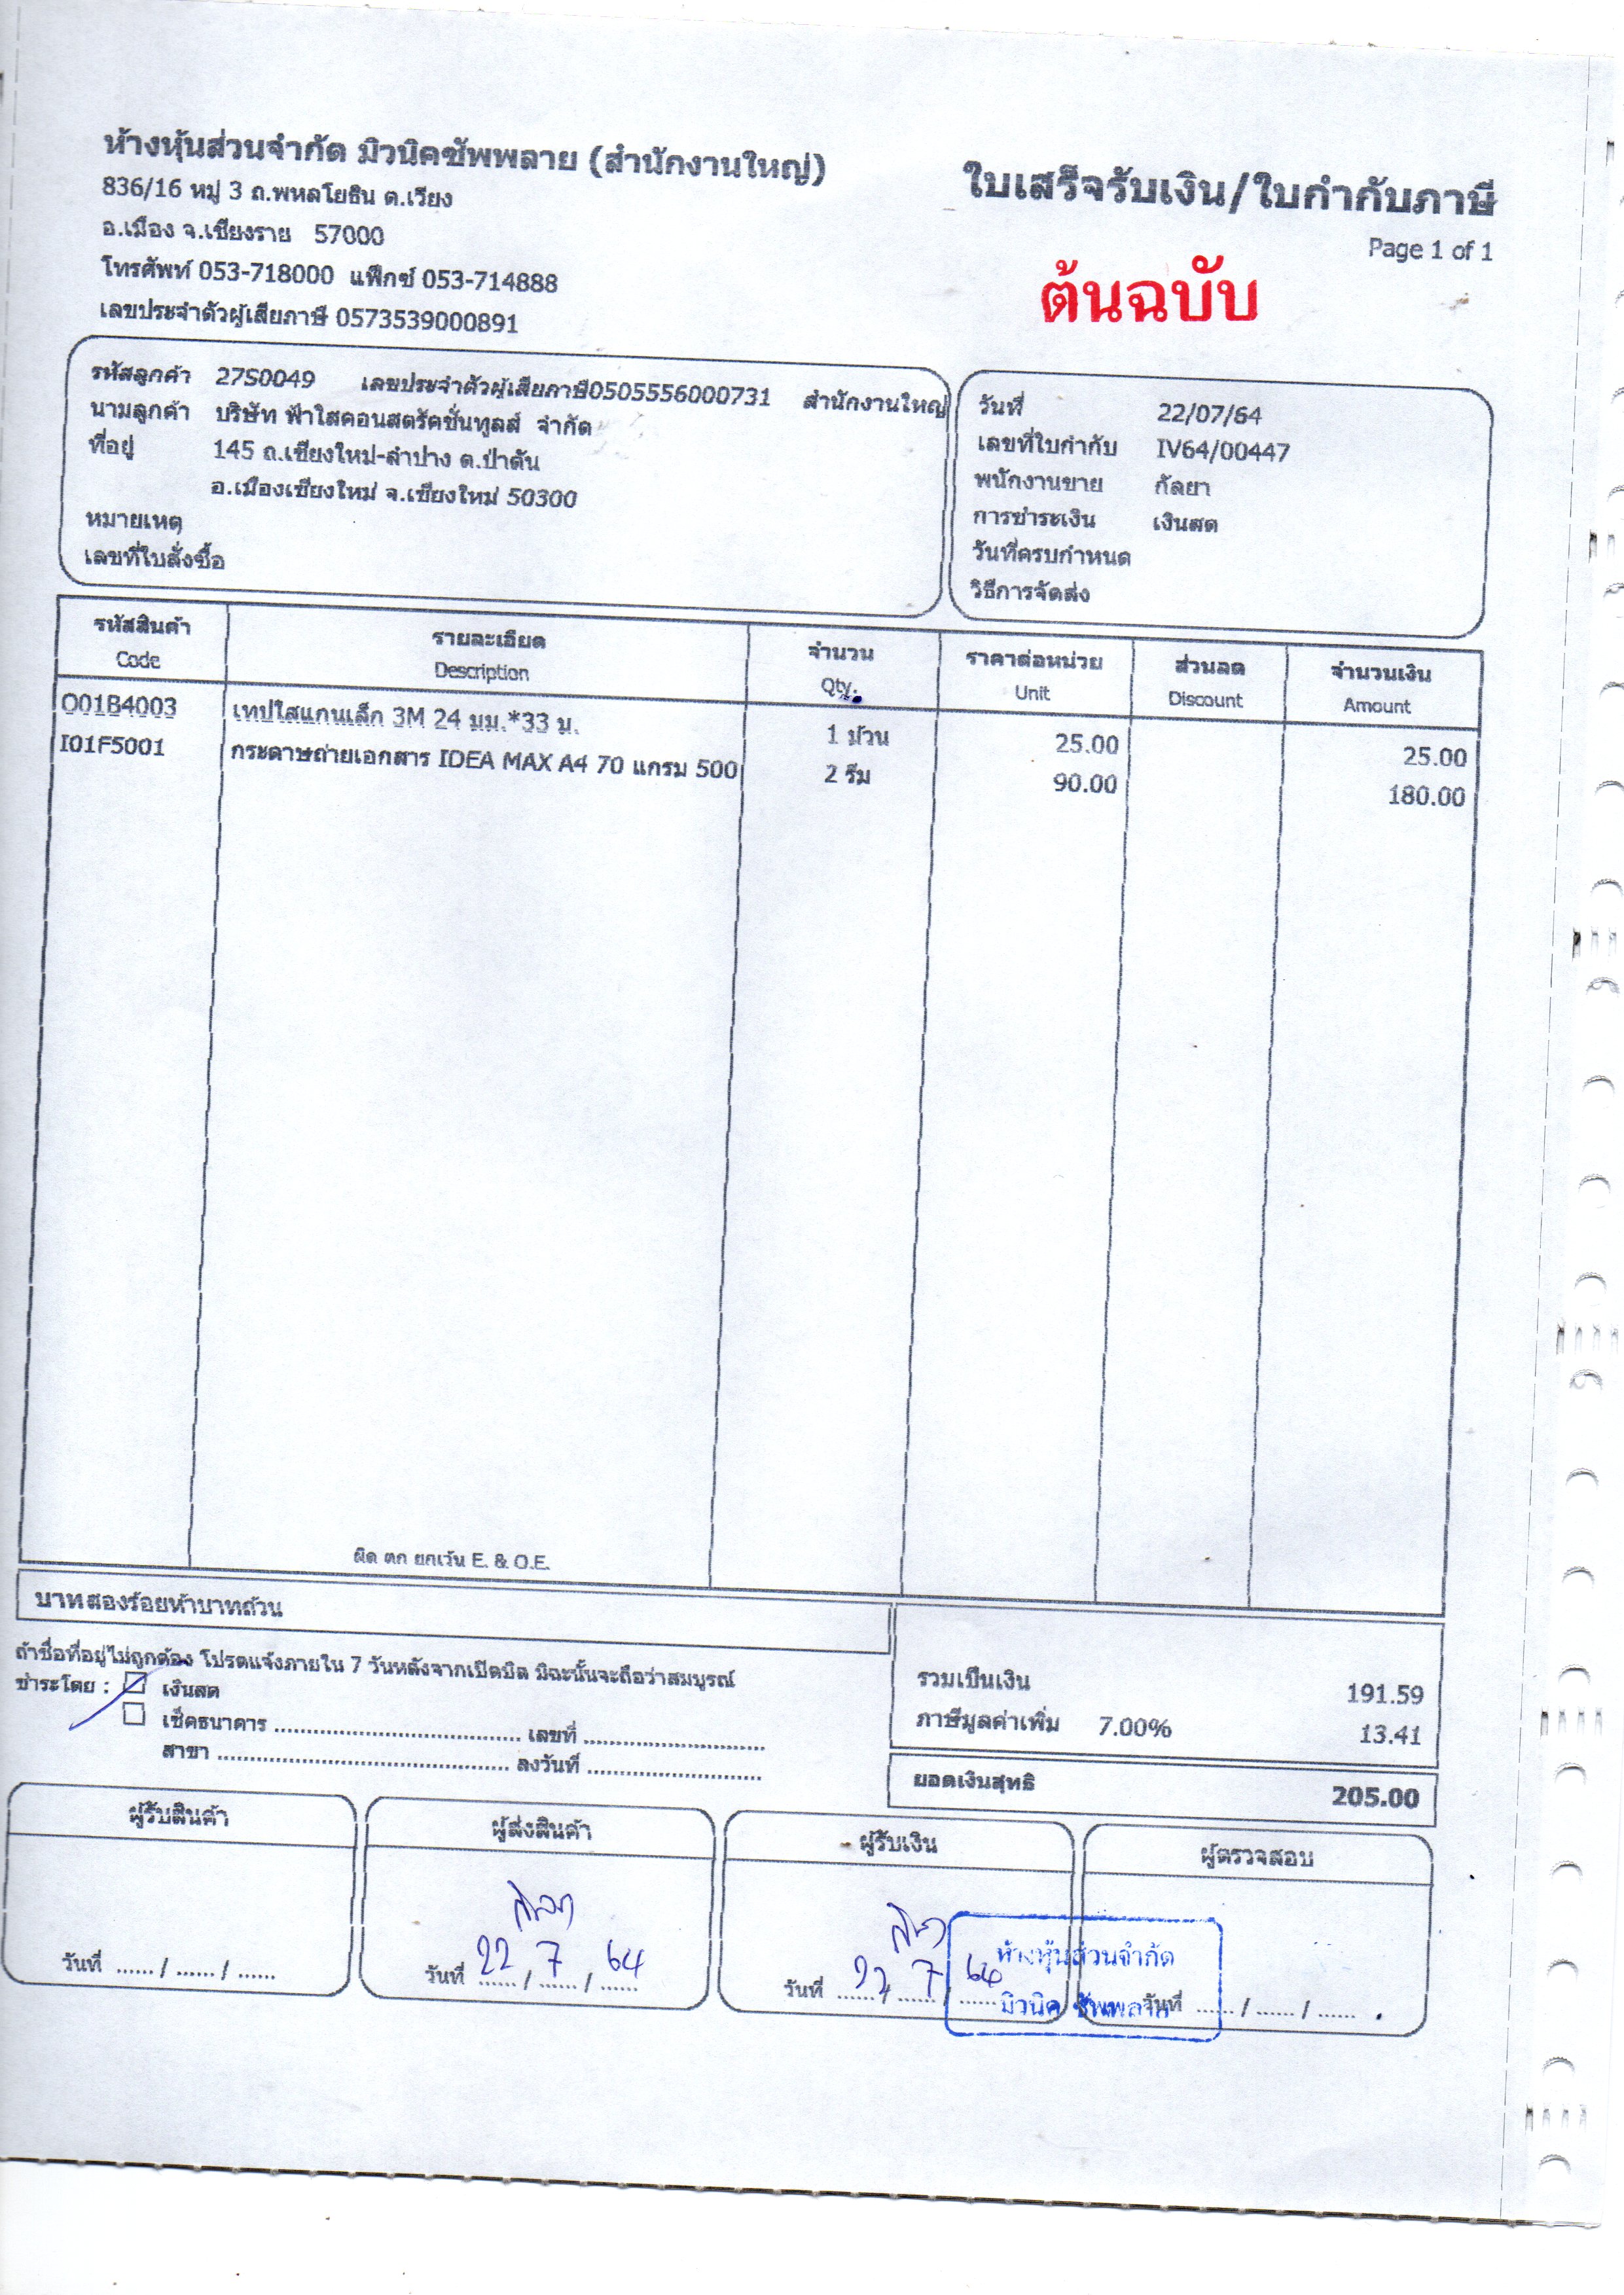 ห้างหุ้นส่วนจำกัด มิวนิคซัพพลาย (สำนักงานใหญ่)
836/16 หมู่ 3 ถ.พหลโยธิน ต.เวียง
อ.เมือง จ.เชียงราย 57000
โทรศัพท์ 053-718000 แฟ็กซ์ 053-714888
เลขประจำตัวผู้เสียภาษี 0573539000891
ใบเสร็จรับเงิน/ใบกำกับภาษี
Page 1 of 1
ต้นฉบับ
รหัสลูกค้า 27S0049 เลขประจำตัวผู้เสียภาษี0505556000731 สำนักงานใหญ่
นามลูกค้า บริษัท ฟ้าใสคอนสตรัคชั่นทูลส์ จำกัด
ที่อยู่ 145 ถ.เชียงใหม่-ลำปาง ต.ป่าตัน
อ.เมืองเชียงใหม่ จ.เชียงใหม่ 50300
หมายเหตุ
เลขที่ใบสั่งซื้อ
วันที่ 22/07/64
เลขที่ใบกำกับ IV64/00447
พนักงานขาย กัลยา
การชำระเงิน เงินสด
วันที่ครบกำหนด
วิธีการจัดส่ง
รหัสสินค้า รายละเอียด จำนวน ราคาต่อหน่วย ส่วนลด จำนวนเงิน
Code Description Qty. Unit Discount Amount
O01B4003 เทปใสแกนเล็ก 3M 24 มม.*33 ม. 1 ม้วน 25.00 25.00
I01F5001 กระดาษถ่ายเอกสาร IDEA MAX A4 70 แกรม 500 2 รีม 90.00 180.00
ผิด ตก ยกเว้น E. & O.E.
บาทสองร้อยห้าบาทถ้วน
ถ้าชื่อที่อยู่ไม่ถูกต้อง โปรดแจ้งภายใน 7 วันหลังจากเปิดบิล มิฉะนั้นจะถือว่าสมบูรณ์
ชำระโดย : เงินสด
เช็คธนาคาร ........ เลขที่ ........
สาขา ........ ลงวันที่ ........
รวมเป็นเงิน 191.59
ภาษีมูลค่าเพิ่ม 7.00% 13.41
ยอดเงินสุทธิ 205.00
ผู้รับสินค้า ผู้ส่งสินค้า ผู้รับเงิน ผู้ตรวจสอบ
วันที่ ...... / ...... / ......
วันที่ 22 / 7 / 64
วันที่ 22 / 7 / 64
วันที่ ...... / ...... / ......
ห้างหุ้นส่วนจำกัด
มิวนิค ซัพพลาย